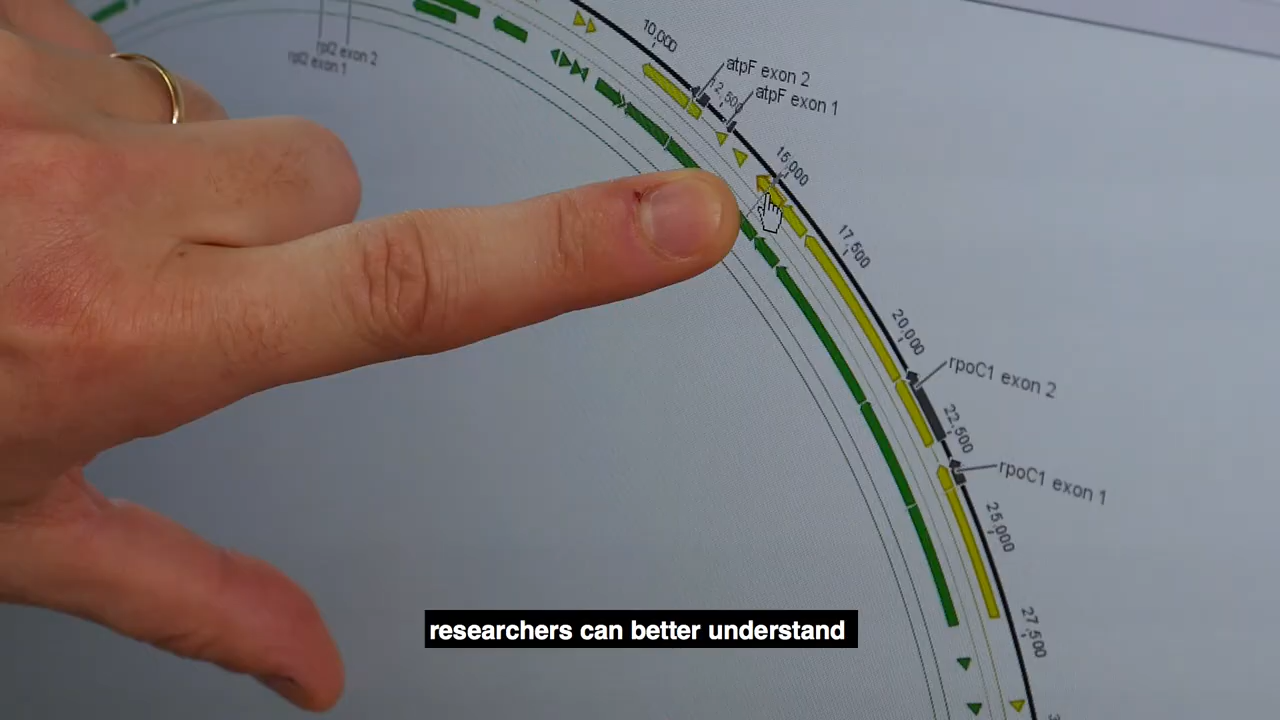 rpl2 exon 2
rpl2 exon 1
10,000
atpF exon 2
12,500
atpF exon 1
15,000
17,500
20,000
rpoC1 exon 2
22,500
rpoC1 exon 1
25,000
27,500
researchers can better understand